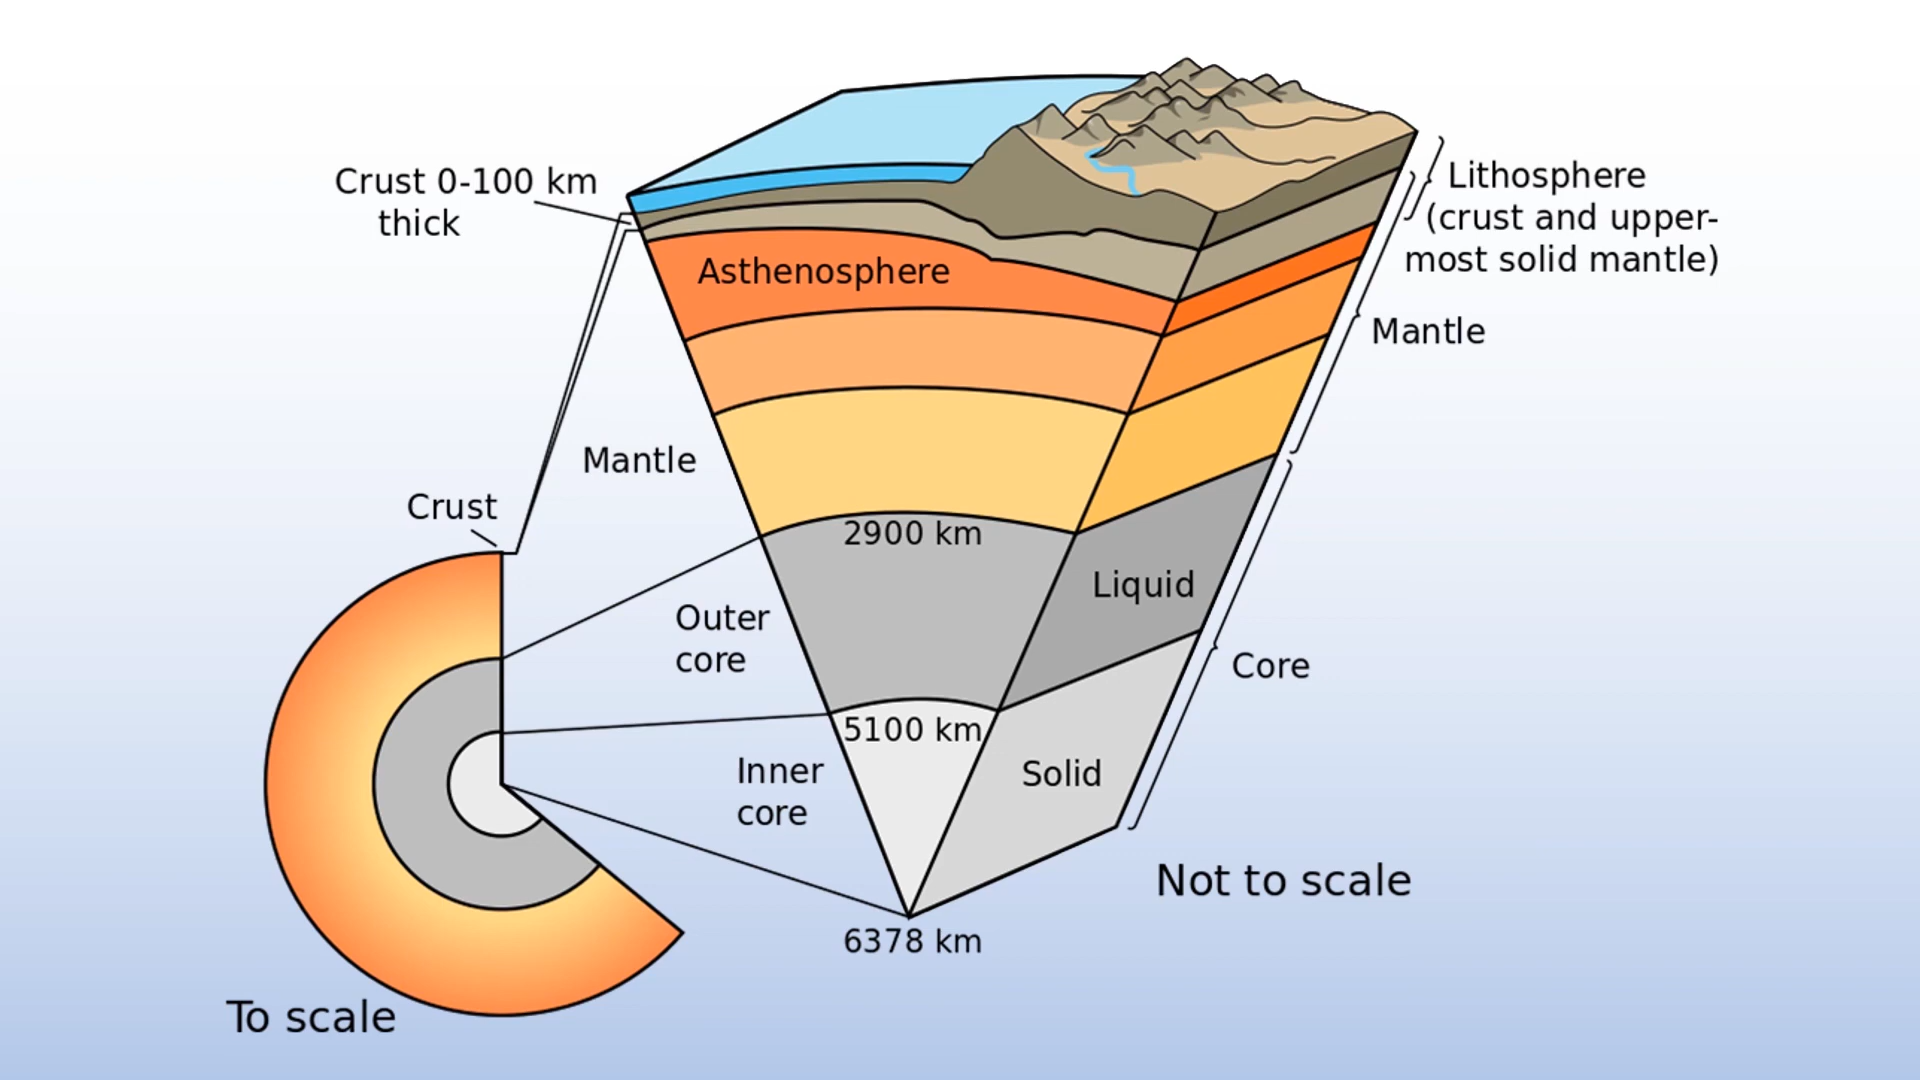 Crust 0-100 km
thick
Lithosphere
(crust and upper-
most solid mantle)
Asthenosphere
Mantle
Mantle
Crust
2900 km
Liquid
Outer
core
Core
5100 km
Inner
core
Solid
Not to scale
6378 km
To scale